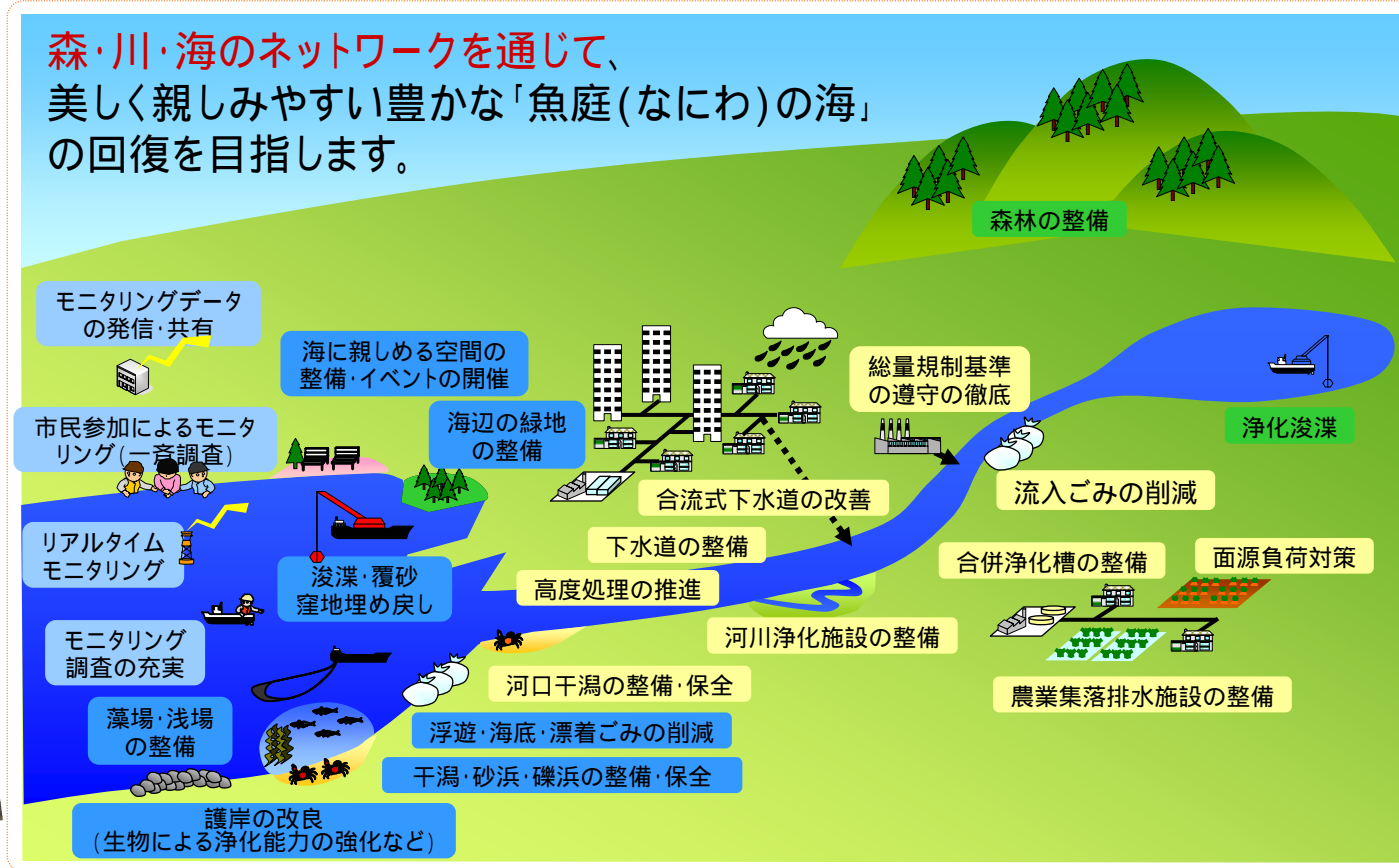 森・川・海のネットワークを通じて、
美しく親しみやすい豊かな「魚庭(なにわ)の海」
の回復を目指します。
森林の整備
モニタリングデータ
の発信・共有
海に親しめる空間の
整備・イベントの開催
総量規制基準
の遵守の徹底
市民参加によるモニタ
リング(一斉調査)
海辺の緑地
の整備
浄化浚渫
合流式下水道の改善
流入ごみの削減
リアルタイム
モニタリング
浚渫・覆砂
窪地埋め戻し
下水道の整備
高度処理の推進
合併浄化槽の整備
面源負荷対策
モニタリング
調査の充実
河川浄化施設の整備
河口干潟の整備・保全
農業集落排水施設の整備
藻場・浅場
の整備
浮遊・海底・漂着ごみの削減
干潟・砂浜・礫浜の整備・保全
護岸の改良
(生物による浄化能力の強化など)